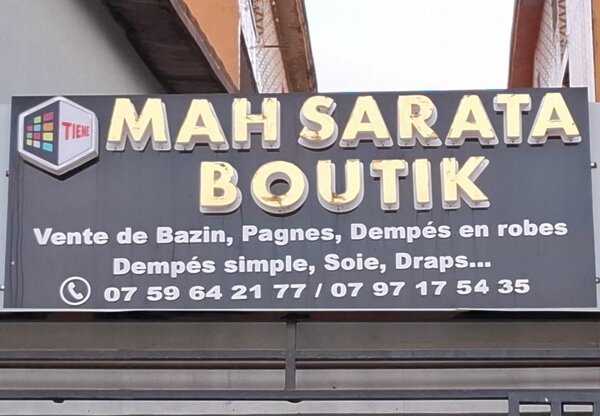 TIENE
MAH SARATA
BOUTIK
Vente de Bazin, Pagnes, Dempés en robes
Dempés simple, Soie, Draps...
07 59 64 21 77 / 07 97 17 54 35